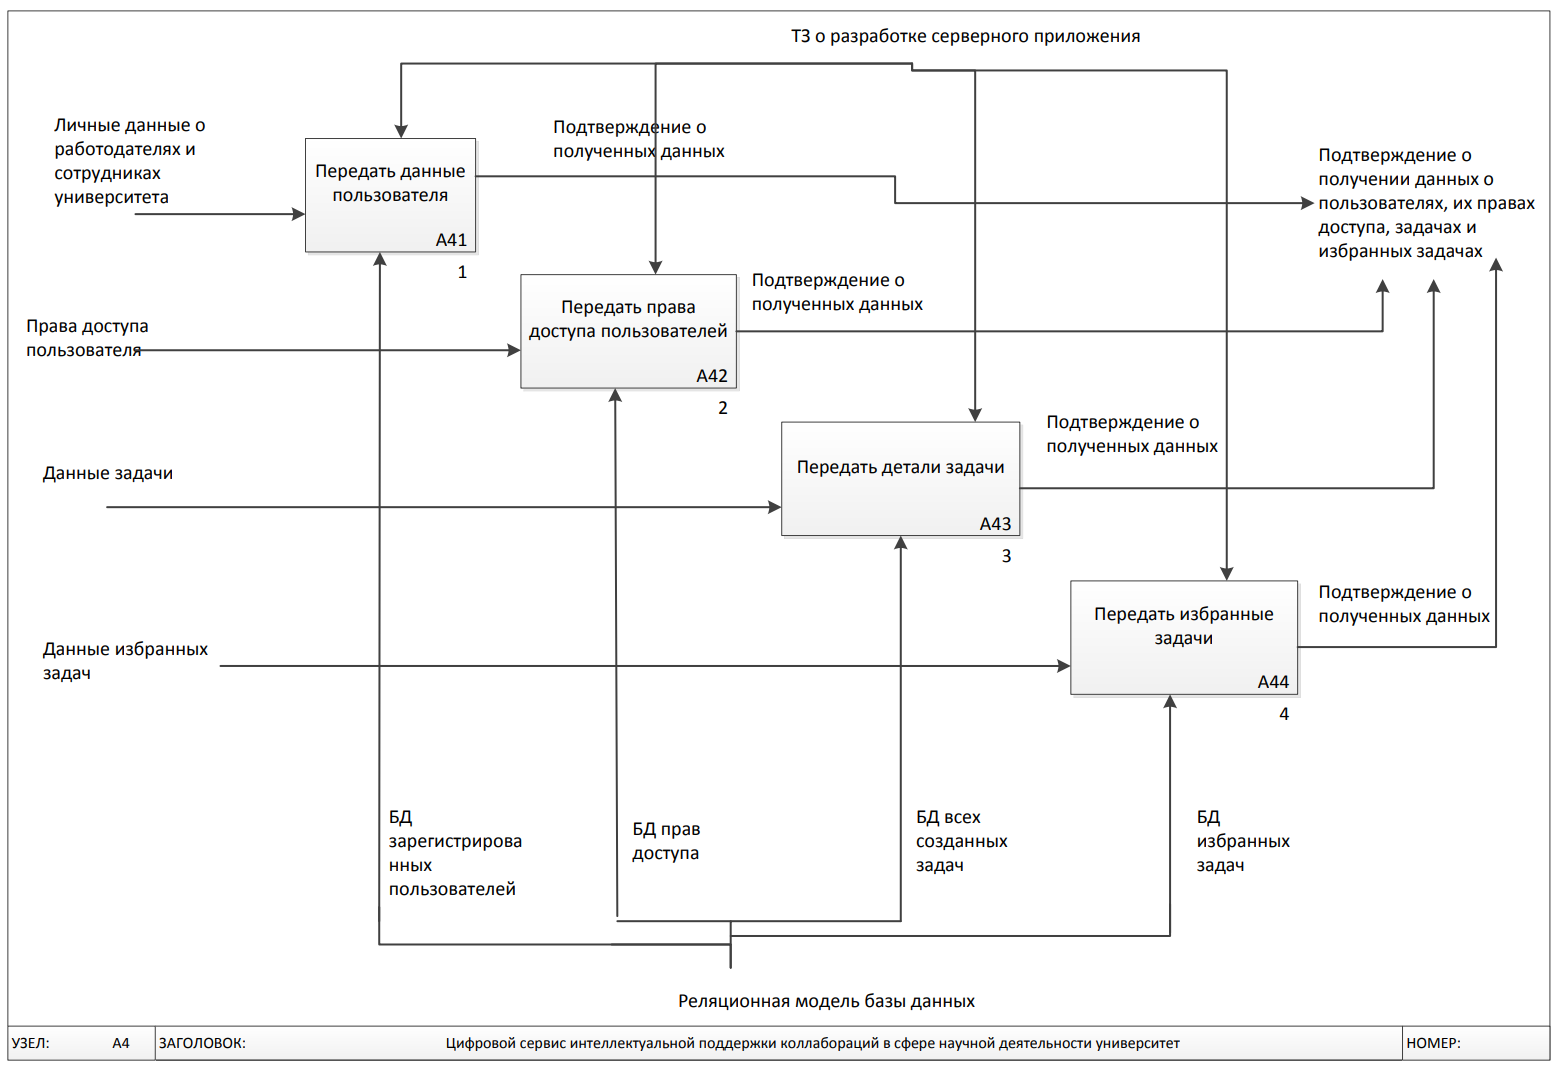 ТЗ о разработке серверного приложения
Личные данные о
работодателях и
сотрудниках
университета
Передать данные
пользователя
A41
1
Подтверждение о
полученных данных
Подтверждение о
получении данных о
пользователях, их правах
доступа, задачах и
избранных задачах
Права доступа
пользователя
Передать права
доступа пользователей
A42
2
Подтверждение о
полученных данных
Данные задачи
Передать детали задачи
A43
3
Подтверждение о
полученных данных
Данные избранных
задач
Передать избранные
задачи
A44
4
Подтверждение о
полученных данных
БД
зарегистрирова
нных
пользователей
БД прав
доступа
БД всех
созданных
задач
БД
избранных
задач
Реляционная модель базы данных
УЗЕЛ: A4 ЗАГОЛОВОК: Цифровой сервис интеллектуальной поддержки коллабораций в сфере научной деятельности университет НОМЕР: